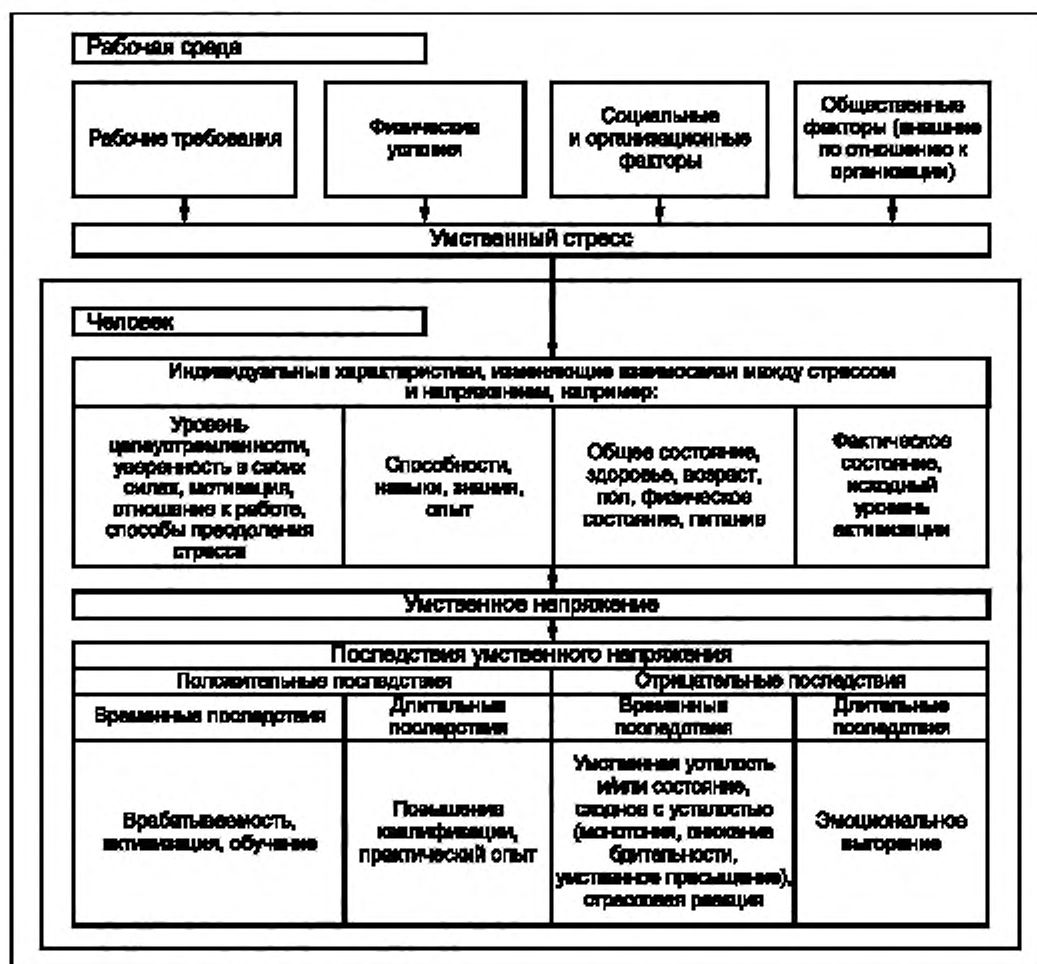 Рабочая среда
Рабочие требования
Физические
условия
Социальные
и организационные
факторы
Общественные
факторы (внешние
по отношению к
организации)
Умственный стресс
Человек
Индивидуальные характеристики, изменяющие взаимосвязи между стрессом
и напряжением, например:
Уровень
целеустремленности,
уверенность в своих
силах, мотивация,
отношение к работе,
способы преодоления
стресса
Способности,
навыки, знания,
опыт
Общее состояние,
здоровье, возраст,
пол, физическое
состояние, питание
Фактическое
состояние,
исходный
уровень
активизации
Умственное напряжение
Последствия умственного напряжения
Положительные последствия
Отрицательные последствия
Временные последствия
Длительные
последствия
Временные
последствия
Длительные
последствия
Врабатываемость,
активизация, обучение
Повышение
квалификации,
практический опыт
Умственная усталость
и/или состояние,
сходное с усталостью
(монотония, снижение
бдительности,
умственное пресыщение),
стрессовая реакция
Эмоциональное
выгорание